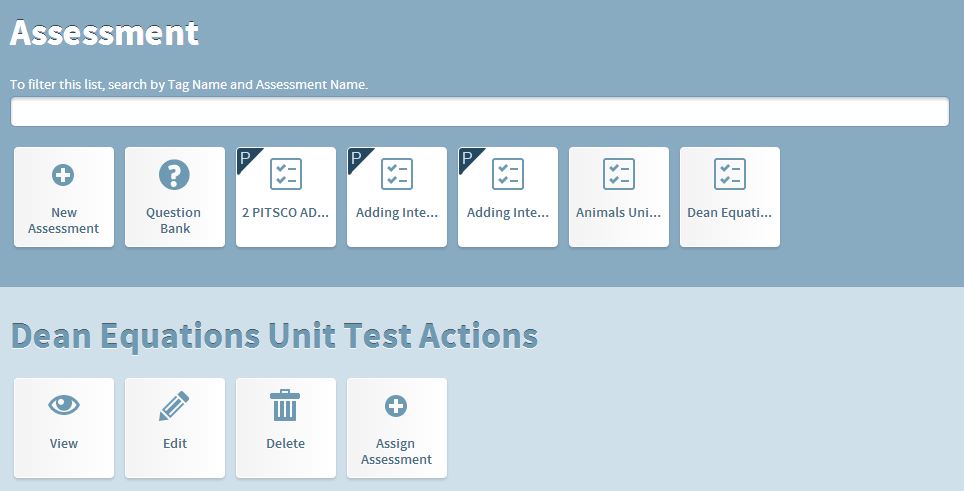 Assessment
To filter this list, search by Tag Name and Assessment Name.
P
P
P
New
Assessment
Question
Bank
2 PITSCO AD...
Adding Inte...
Adding Inte...
Animals Uni...
Dean Equati...
Dean Equations Unit Test Actions
View
Edit
Delete
Assign
Assessment